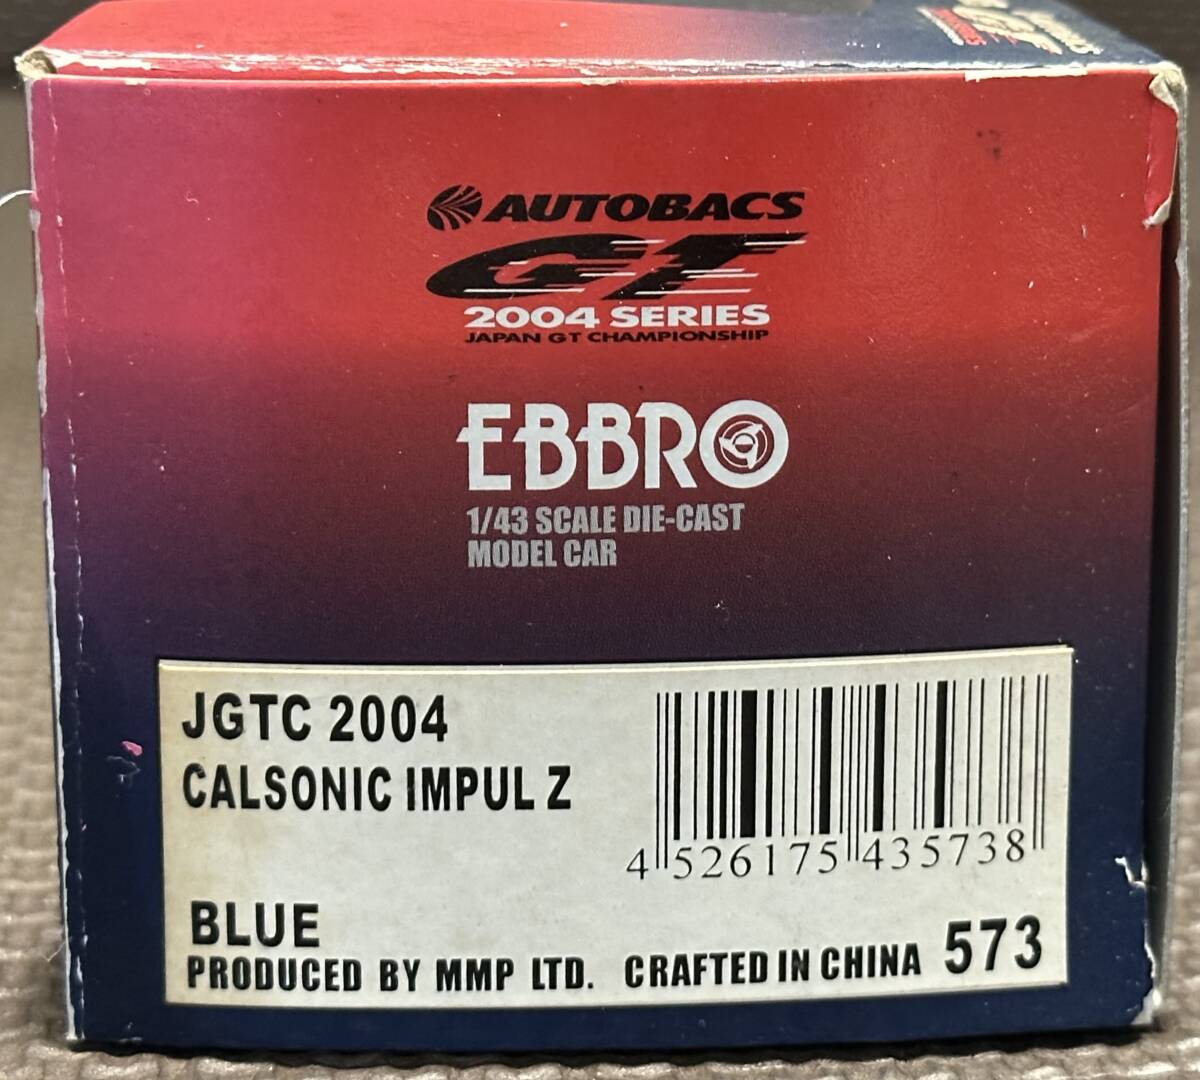 AUTOBACS
GT
2004 SERIES
JAPAN GT CHAMPIONSHIP
EBBRO
1/43 SCALE DIE-CAST
MODEL CAR
JGTC 2004
CALSONIC IMPUL Z
4 526175 435738
BLUE
PRODUCED BY MMP LTD. CRAFTED IN CHINA 573